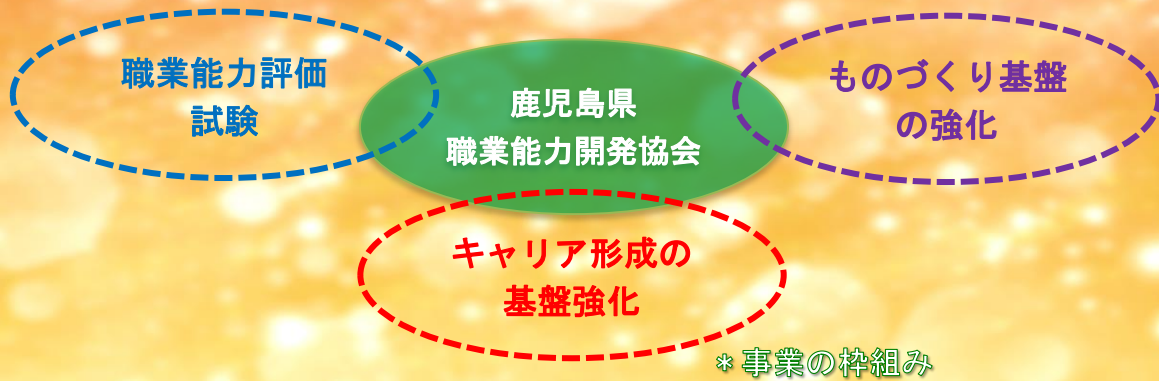 職業能力評価
試験
鹿児島県
職業能力開発協会
ものづくり基盤
の強化
キャリア形成の
基盤強化
＊事業の枠組み